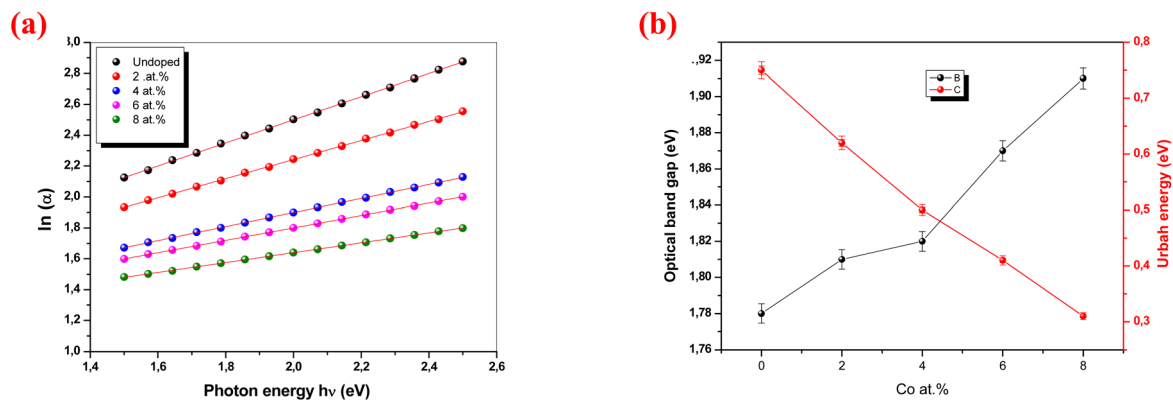 (a)
3,0
2,8
2,6
2,4
2,2
2,0
1,8
1,6
1,4
1,2
1,0
ln (α)
Undoped
2 .at.%
4 at.%
6 at.%
8 at.%
1,4 1,6 1,8 2,0 2,2 2,4 2,6
Photon energy hν (eV)
(b)
.,92
1,90
1,88
1,86
1,84
1,82
1,80
1,78
1,76
Optical band gap (eV)
B
C
0,8
0,7
0,6
0,5
0,4
0,3
Urbah energy (eV)
0 2 4 6 8
Co at.%